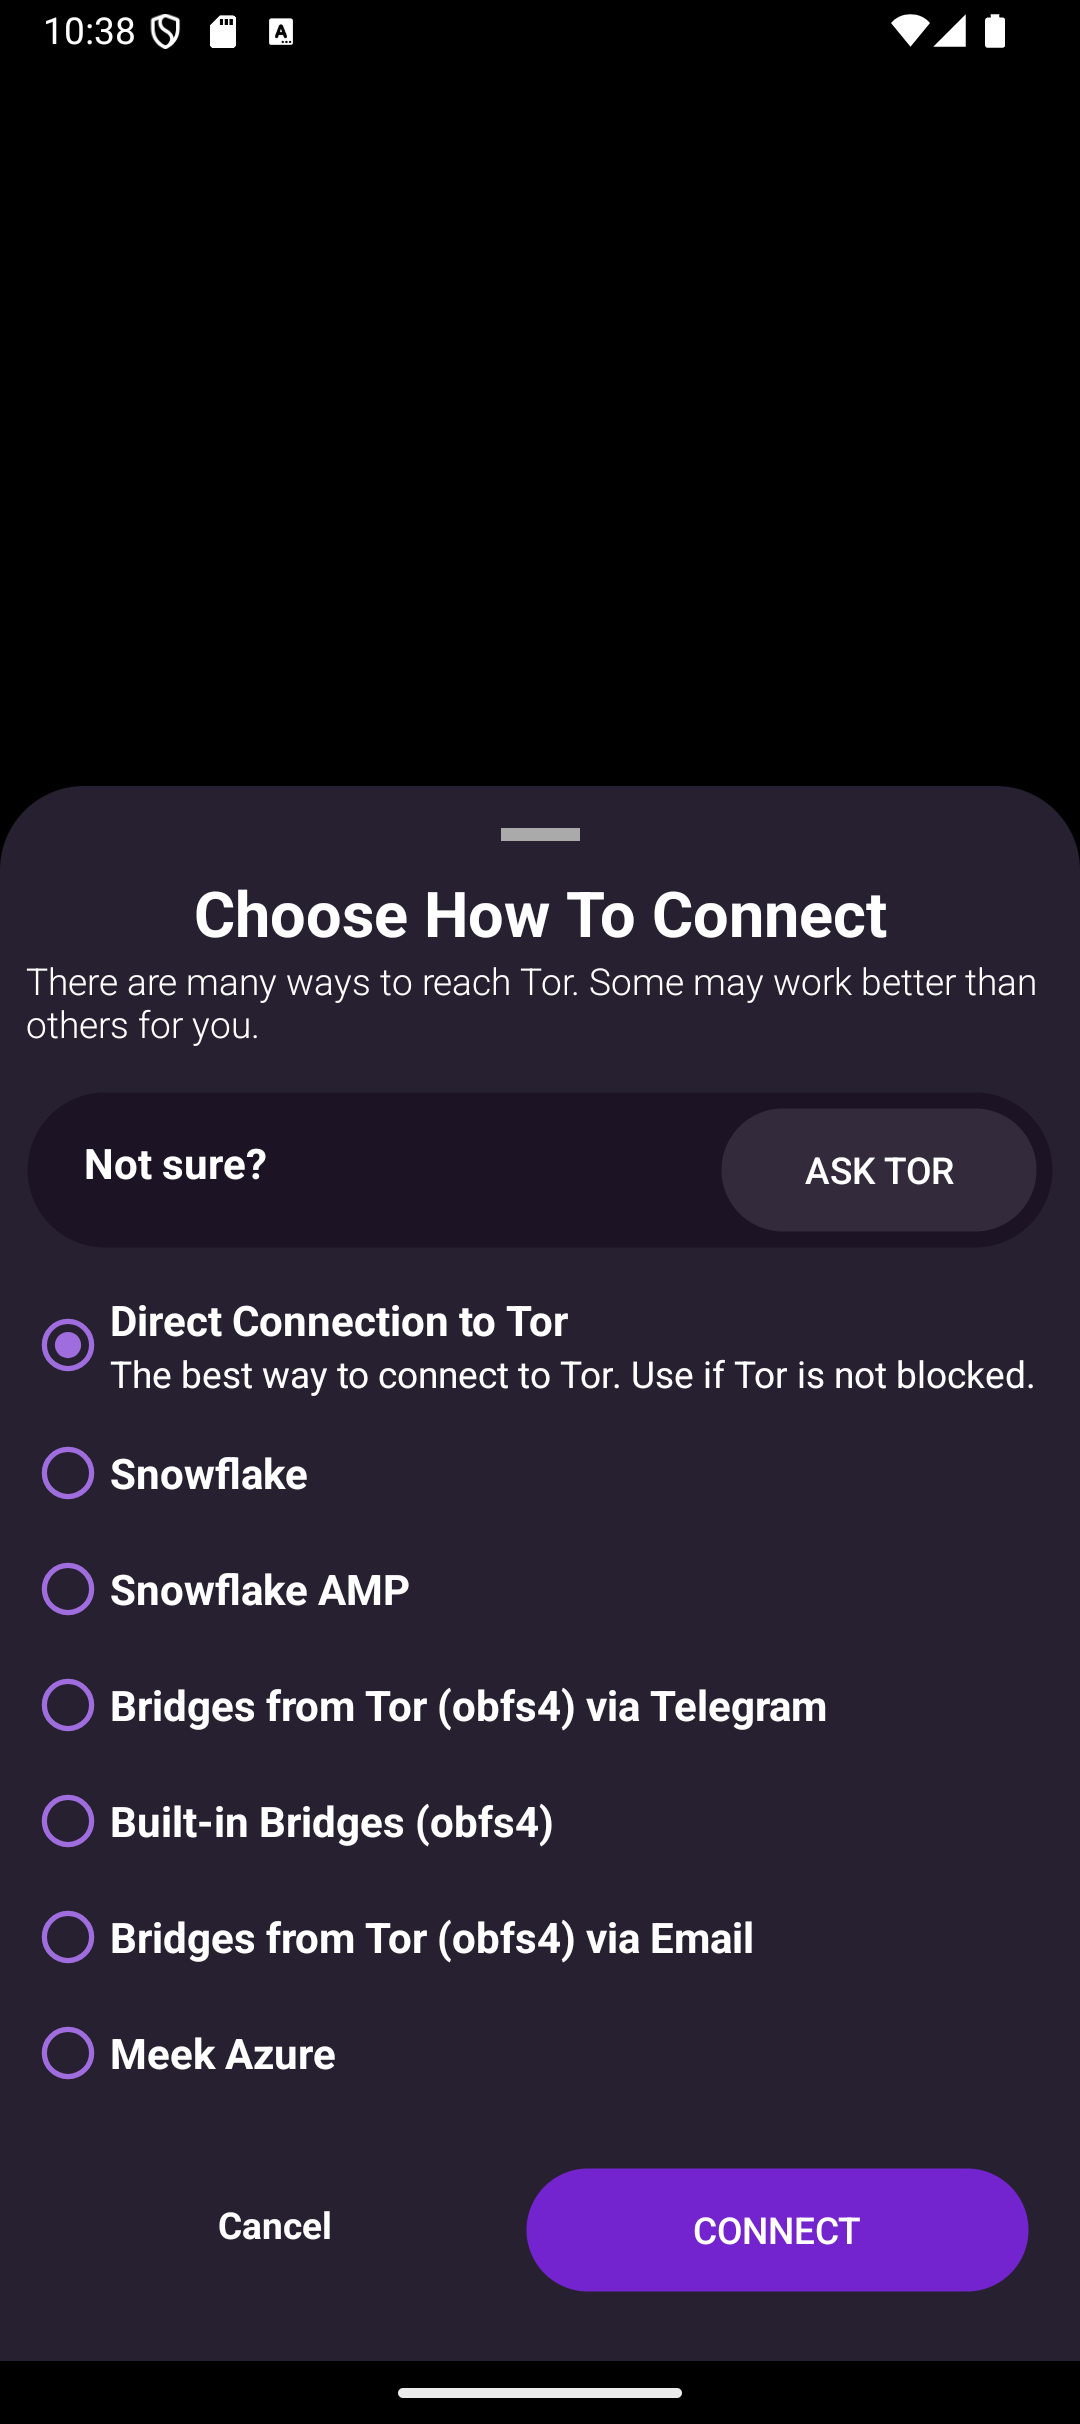 10:38
Choose How To Connect
There are many ways to reach Tor. Some may work better than
others for you.
Not sure?
ASK TOR
Direct Connection to Tor
The best way to connect to Tor. Use if Tor is not blocked.
Snowflake
Snowflake AMP
Bridges from Tor (obfs4) via Telegram
Built-in Bridges (obfs4)
Bridges from Tor (obfs4) via Email
Meek Azure
Cancel
CONNECT